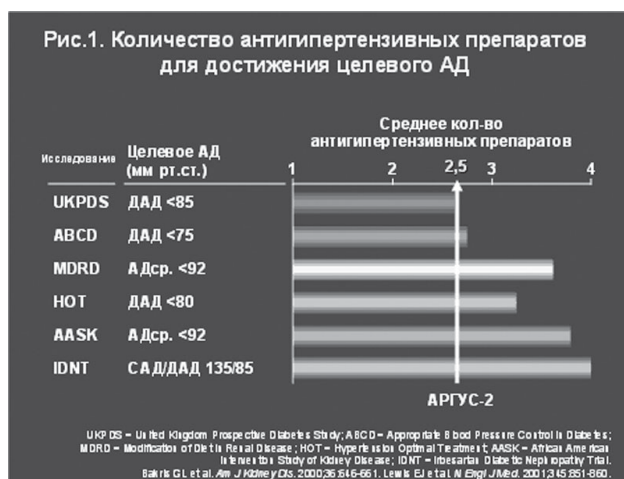 Рис.1. Количество антигипертензивных препаратов
для достижения целевого АД
Среднее кол-во
антигипертензивных препаратов
Исследование
Целевое АД
(мм рт.ст.)
1 2 2,5 3 4
UKPDS ДАД <85
ABCD ДАД <75
MDRD АДср. <92
HOT ДАД <80
AASK АДср. <92
IDNT САД/ДАД 135/85
АРГУС-2
UKPDS = United Kingdom Prospective Diabetes Study; ABCD = Appropriate Blood Pressure Control in Diabetes;
MDRD = Modification of Diet in Renal Disease; HOT = Hypertension Optimal Treatment; AASK = African American
Intervention Study of Kidney Disease; IDNT = Irbesartan Diabetic Nephropathy Trial.
Bakris GL et al. Am J Kidney Dis. 2000;36:646-661. Lewis EJ et al. N Engl J Med. 2001;345:851-860.